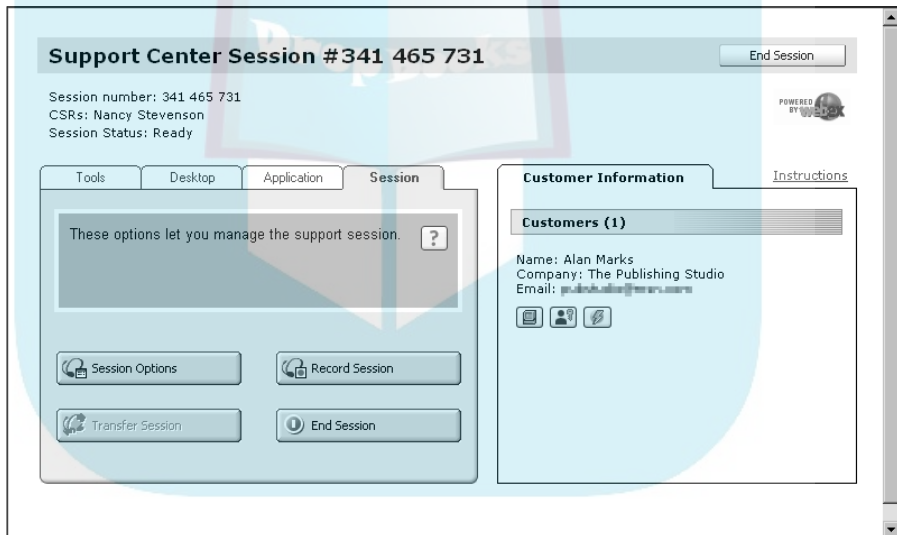 Support Center Session #341 465 731
End Session
Session number: 341 465 731
CSRs: Nancy Stevenson
Session Status: Ready
POWERED
BY webex
Tools
Desktop
Application
Session
These options let you manage the support session.
?
Session Options
Record Session
Transfer Session
End Session
Customer Information
Instructions
Customers (1)
Name: Alan Marks
Company: The Publishing Studio
Email:
DropBooks